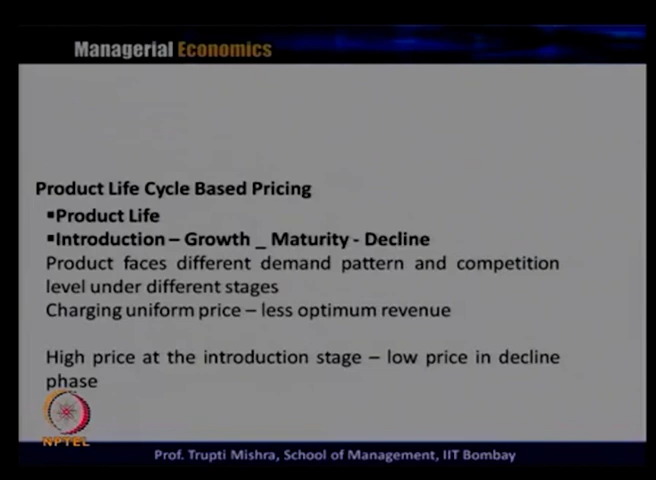 Managerial Economics
Product Life Cycle Based Pricing
▪Product Life
▪Introduction – Growth _ Maturity - Decline
Product faces different demand pattern and competition
level under different stages
Charging uniform price – less optimum revenue
High price at the introduction stage – low price in decline
phase
NPTEL
Prof. Trupti Mishra, School of Management, IIT Bombay